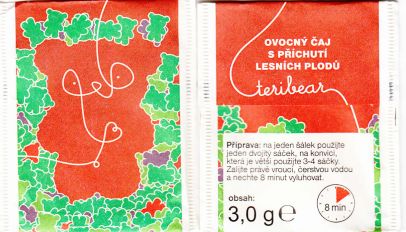 OVOCNÝ ČAJ
S PŘÍCHUTÍ
LESNÍCH PLODŮ
teribear
Příprava: na jeden šálek použijte
jeden dvojitý sáček, na konvici,
která je větší použijte 3-4 sáčky.
Zalijte právě vroucí, čerstvou vodou
a nechte 8 minut vyluhovat.
obsah:
3,0 g ℮
8 min